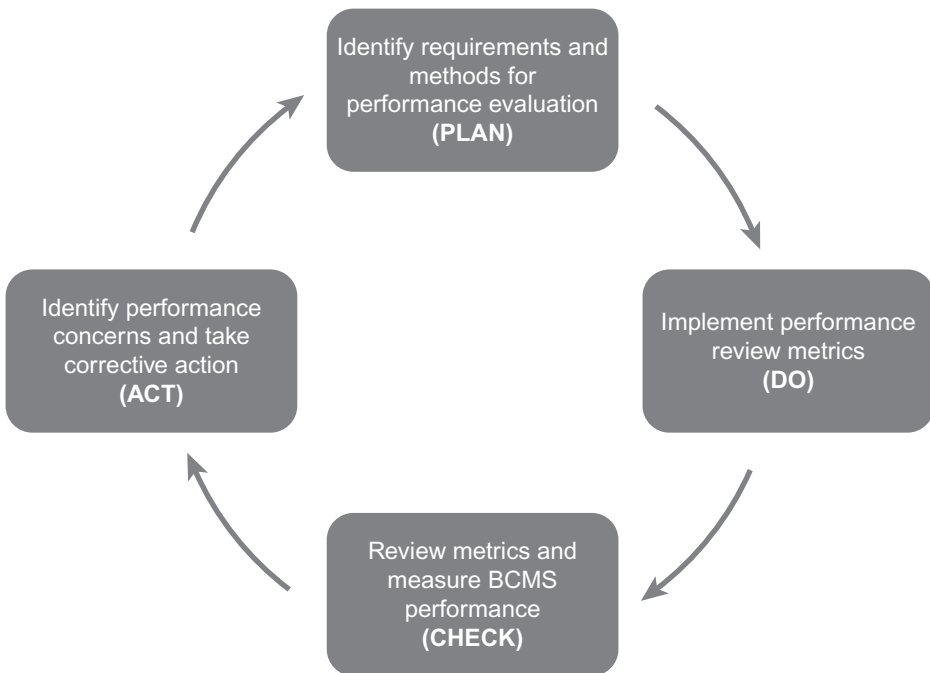 Identify requirements and
methods for
performance evaluation
(PLAN)
Implement performance
review metrics
(DO)
Review metrics and
measure BCMS
performance
(CHECK)
Identify performance
concerns and take
corrective action
(ACT)